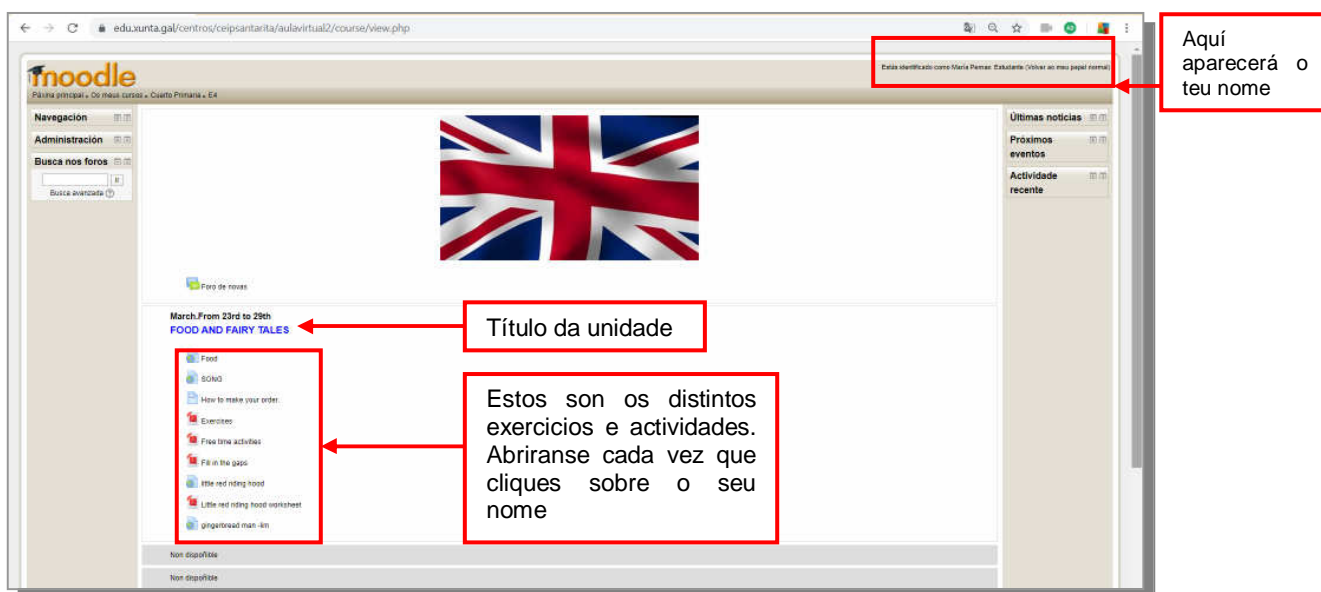 edu.xunta.gal/centros/ceipsantarita/aulavirtual2/course/view.php
Aquí
aparecerá o
teu nome
moodle
Estás identificado como María Pernas: Estudante (Volver ao meu papel normal)
Páxina principal Os meus cursos Cuarto Primaria E4
Navegación
Administración
Busca nos foros
Ir
Busca avanzada
Últimas noticias
Próximos
eventos
Actividade
recente
Foro de novas
March.From 23rd to 29th
FOOD AND FAIRY TALES
Título da unidade
Food
SONG
How to make your order.
Exercises
Free time activities
Fill in the gaps
little red riding hood
Little red riding hood worksheet
gingerbread man -km
Estos son os distintos
exercicios e actividades.
Abriranse cada vez que
cliques sobre o seu
nome
Non dispoñible
Non dispoñible